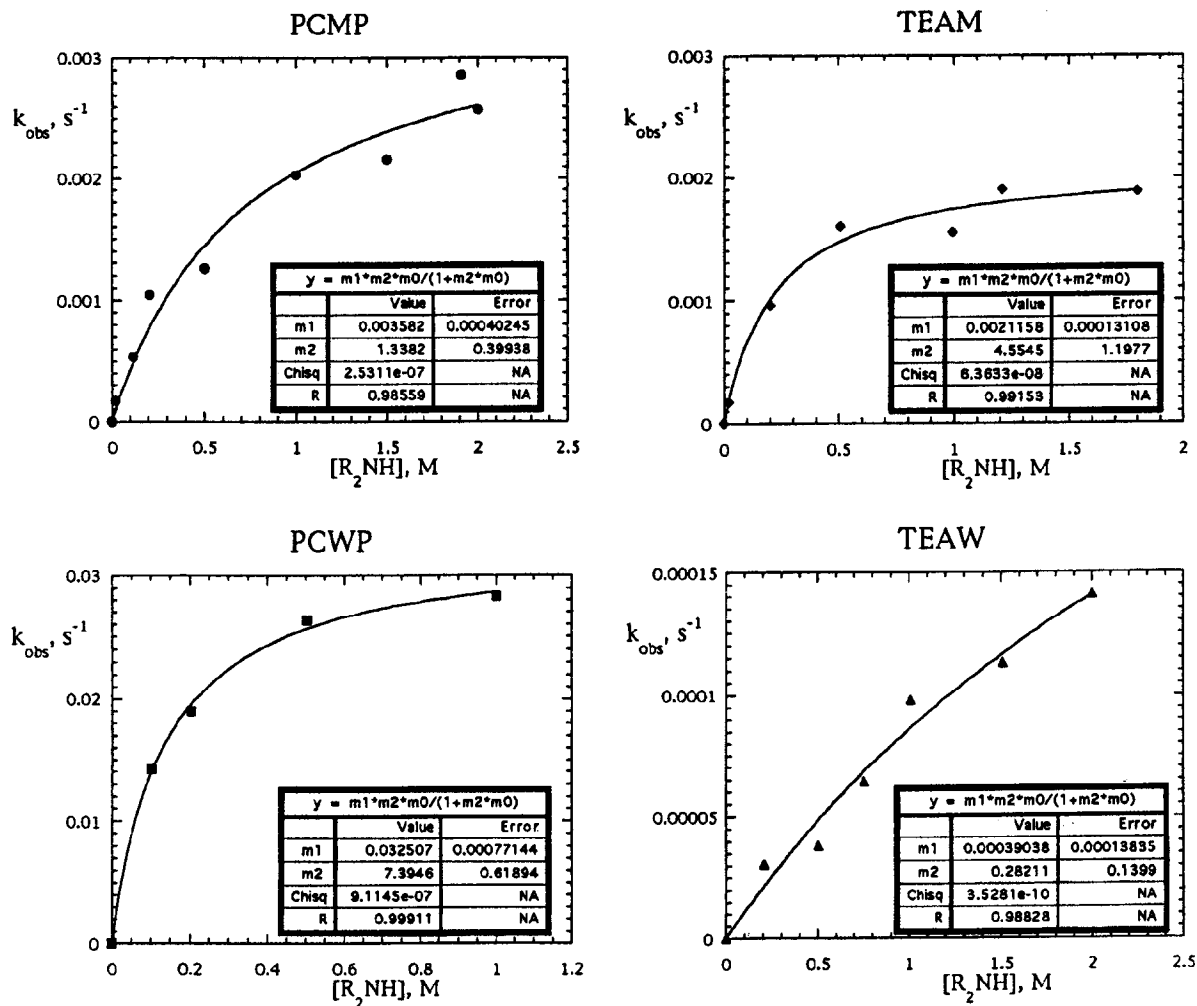 PCMP
0.003
k_obs, s⁻¹
0.002
0.001
0
y = m1*m2*m0/(1+m2*m0)
Value Error
m1 0.003582 0.00040245
m2 1.3382 0.39938
Chisq 2.5311e-07 NA
R 0.98559 NA
0 0.5 1 1.5 2 2.5
[R₂NH], M
TEAM
0.003
k_obs, s⁻¹
0.002
0.001
0
y = m1*m2*m0/(1+m2*m0)
Value Error
m1 0.0021158 0.00013108
m2 4.5545 1.1977
Chisq 6.3633e-08 NA
R 0.99153 NA
0 0.5 1 1.5 2
[R₂NH], M
PCWP
0.03
k_obs, s⁻¹
0.02
0.01
0
y = m1*m2*m0/(1+m2*m0)
Value Error
m1 0.032507 0.00077144
m2 7.3946 0.61894
Chisq 9.1145e-07 NA
R 0.99911 NA
0 0.2 0.4 0.6 0.8 1 1.2
[R₂NH], M
TEAW
0.00015
k_obs, s⁻¹
0.0001
0.00005
0
y = m1*m2*m0/(1+m2*m0)
Value Error
m1 0.00039038 0.00013835
m2 0.28211 0.1399
Chisq 3.5281e-10 NA
R 0.98828 NA
0 0.5 1 1.5 2 2.5
[R₂NH], M